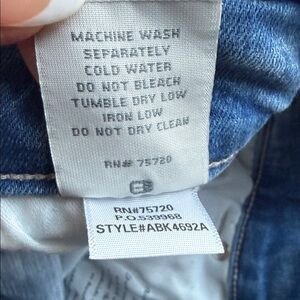 MACHINE WASH
SEPARATELY
COLD WATER
DO NOT BLEACH
TUMBLE DRY LOW
IRON LOW
DO NOT DRY CLEAN
RN# 75720
RN#75720
P.O.539968
STYLE#ABK4692A